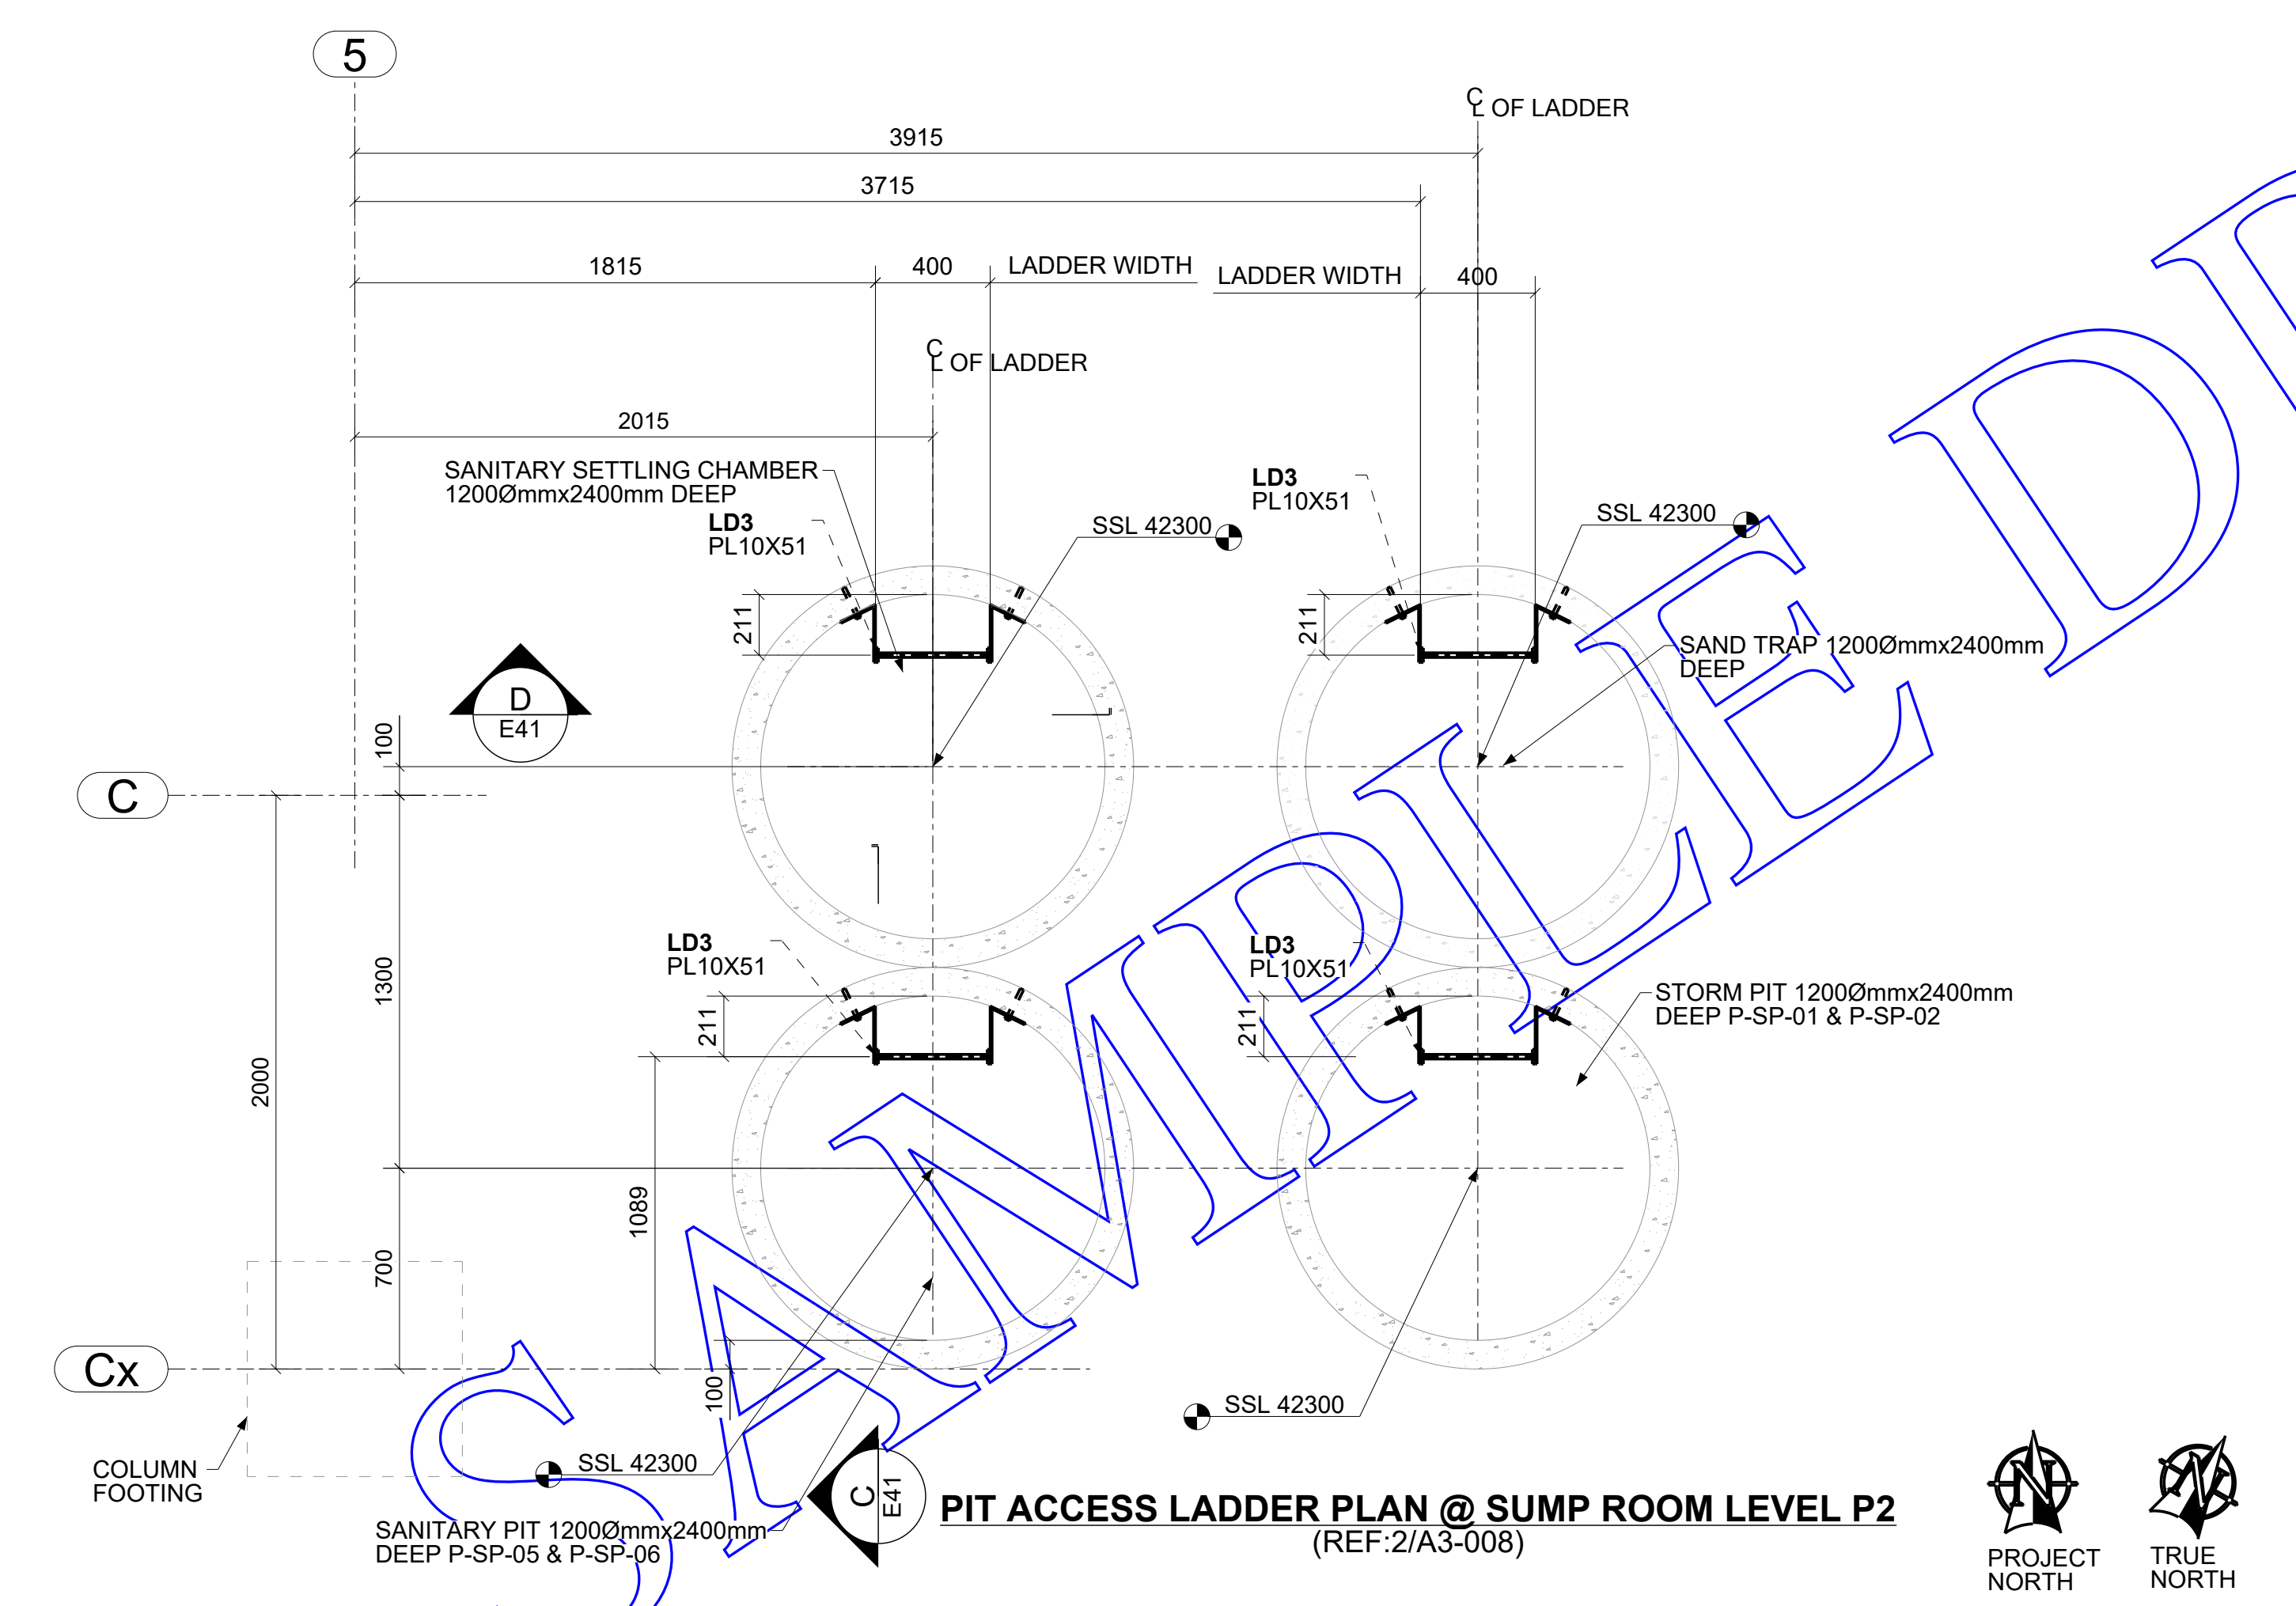 5
C
L OF LADDER
3915
3715
1815
400
LADDER WIDTH
LADDER WIDTH
400
C
L OF LADDER
2015
SANITARY SETTLING CHAMBER
1200Ømmx2400mm DEEP
LD3
PL10X51
SSL 42300
LD3
PL10X51
SSL 42300
211
211
SAND TRAP 1200Ømmx2400mm
DEEP
D
E41
100
C
LD3
PL10X51
LD3
PL10X51
1300
211
211
STORM PIT 1200Ømmx2400mm
DEEP P-SP-01 & P-SP-02
2000
1089
700
Cx
100
SSL 42300
COLUMN
FOOTING
SSL 42300
C
E41
PIT ACCESS LADDER PLAN @ SUMP ROOM LEVEL P2
(REF:2/A3-008)
SANITARY PIT 1200Ømmx2400mm
DEEP P-SP-05 & P-SP-06
N
PROJECT
NORTH
N
TRUE
NORTH
SAMPLE D